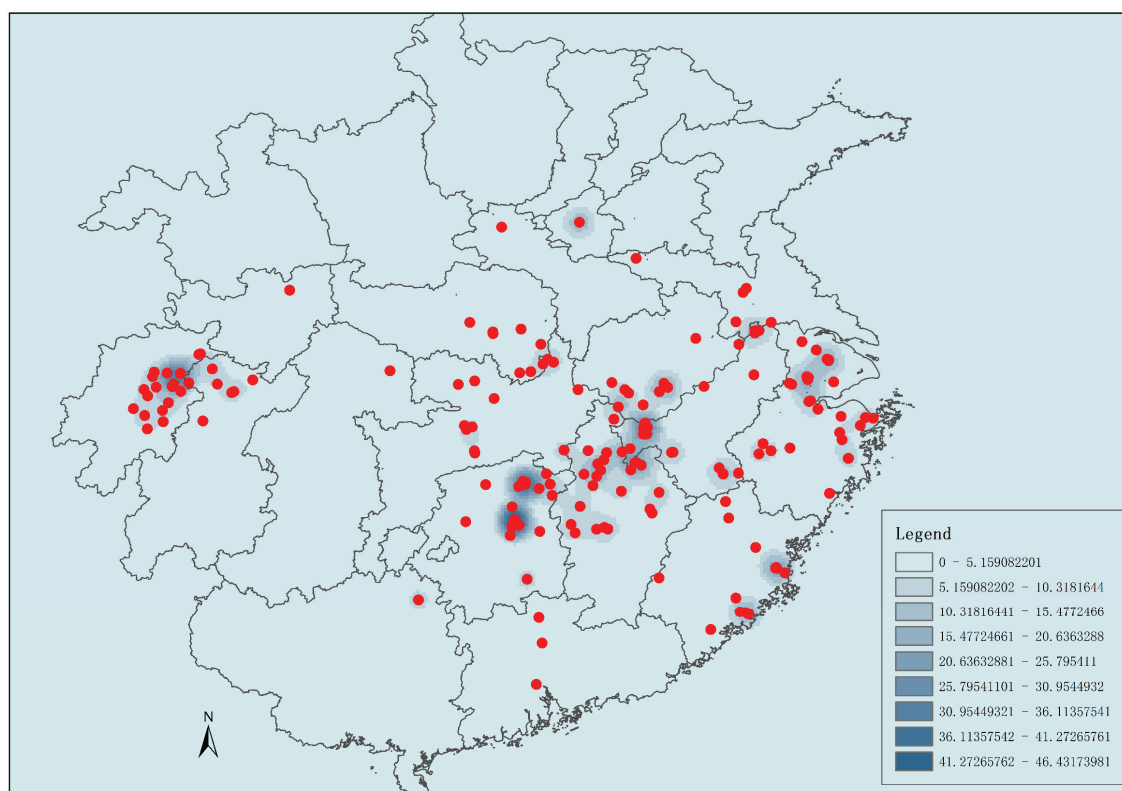 N
Legend
0 - 5.159082201
5.159082202 - 10.3181644
10.31816441 - 15.4772466
15.47724661 - 20.6363288
20.63632881 - 25.795411
25.79541101 - 30.9544932
30.95449321 - 36.11357541
36.11357542 - 41.27265761
41.27265762 - 46.43173981